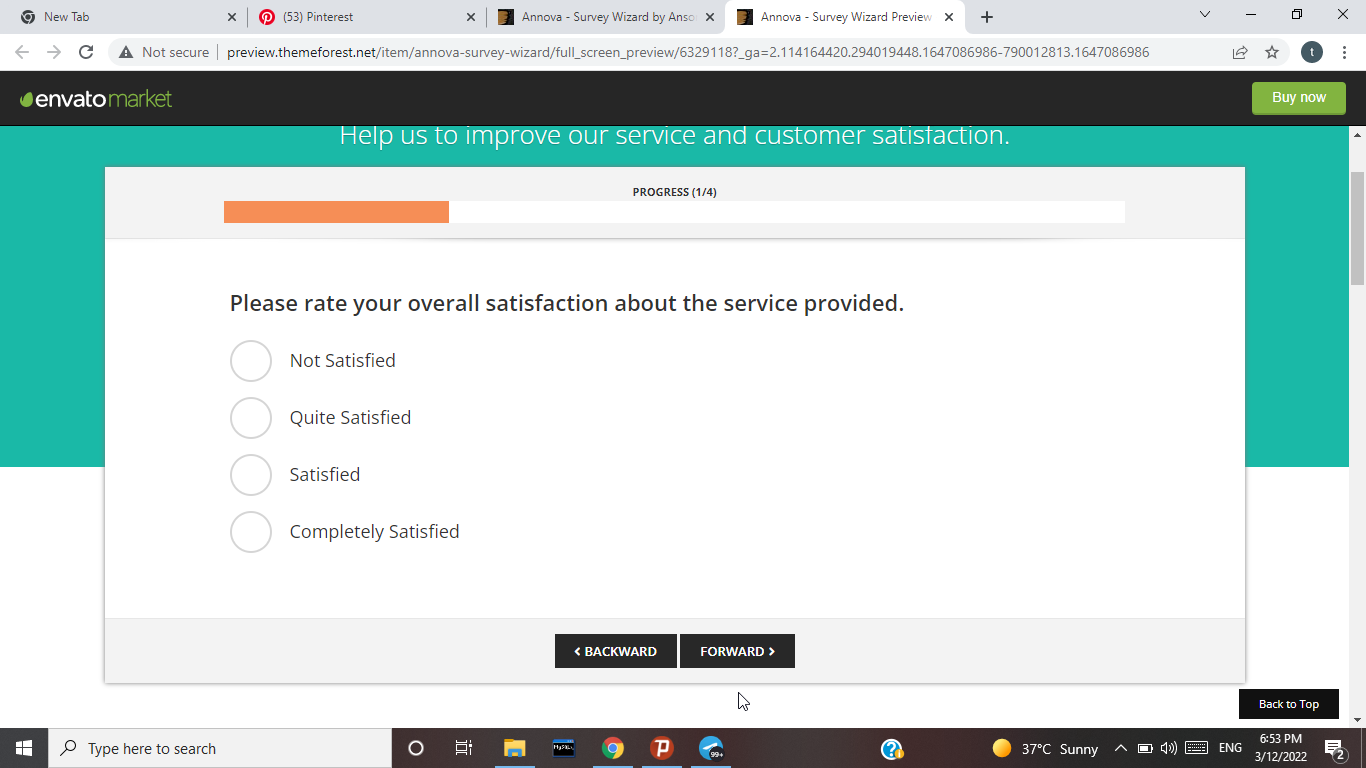 New Tab
(53) Pinterest
Annova - Survey Wizard by Anso
Annova - Survey Wizard Preview
Not secure
preview.themeforest.net/item/annova-survey-wizard/full_screen_preview/6329118?_ga=2.114164420.294019448.1647086986-790012813.1647086986
t
envatomarket
Buy now
Help us to improve our service and customer satisfaction.
PROGRESS (1/4)
Please rate your overall satisfaction about the service provided.
Not Satisfied
Quite Satisfied
Satisfied
Completely Satisfied
BACKWARD
FORWARD
Back to Top
Type here to search
MySQL
99+
37°C Sunny
ENG
6:53 PM
3/12/2022
2